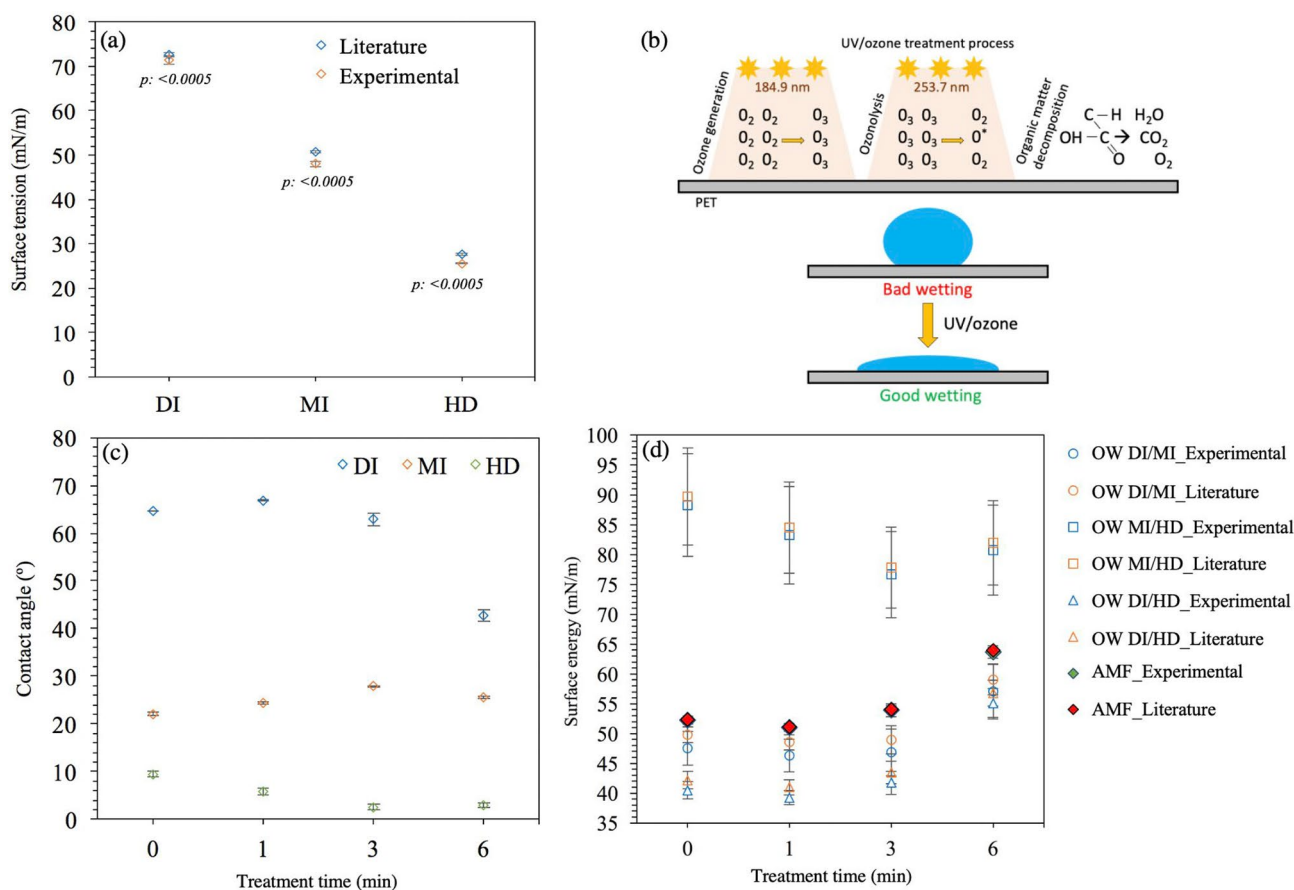 (a)
Literature
Experimental
p: <0.0005
p: <0.0005
p: <0.0005
Surface tension (mN/m)
80
70
60
50
40
30
20
10
0
DI MI HD
(b)
UV/ozone treatment process
184.9 nm
253.7 nm
Ozone generation
O2 O2 O3
O2 O2 O3
O2 O2 O3
Ozonolysis
O3 O3 O2
O3 O3 O*
O3 O3 O2
Organic matter
decomposition
C H H2O
OH C CO2
O O2
PET
Bad wetting
UV/ozone
Good wetting
(c)
DI MI HD
Contact angle (º)
80
70
60
50
40
30
20
10
0
0 1 3 6
Treatment time (min)
(d)
Surface energy (mN/m)
100
95
90
85
80
75
70
65
60
55
50
45
40
35
0 1 3 6
Treatment time (min)
OW DI/MI_Experimental
OW DI/MI_Literature
OW MI/HD_Experimental
OW MI/HD_Literature
OW DI/HD_Experimental
OW DI/HD_Literature
AMF_Experimental
AMF_Literature